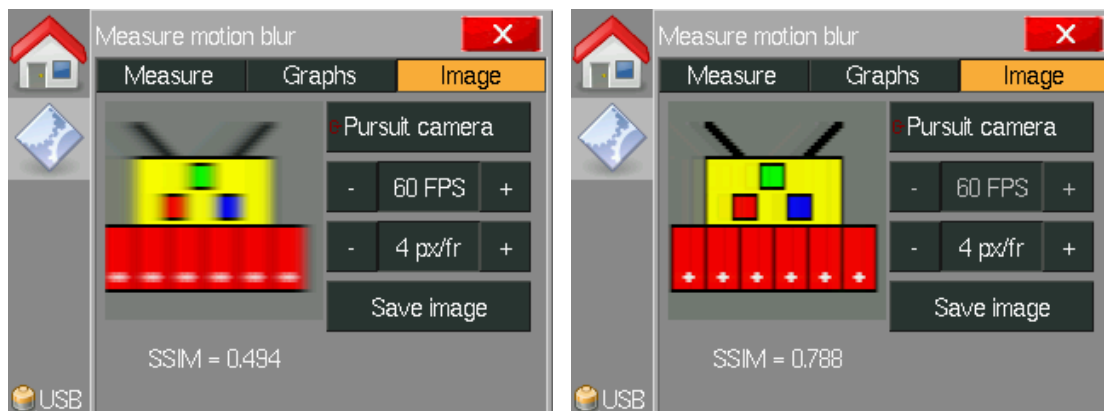 Measure motion blur
X
Measure Graphs Image
Pursuit camera
- 60 FPS +
- 4 px/fr +
Save image
SSIM = 0.494
USB
Measure motion blur
X
Measure Graphs Image
Pursuit camera
- 60 FPS +
- 4 px/fr +
Save image
SSIM = 0.788
USB